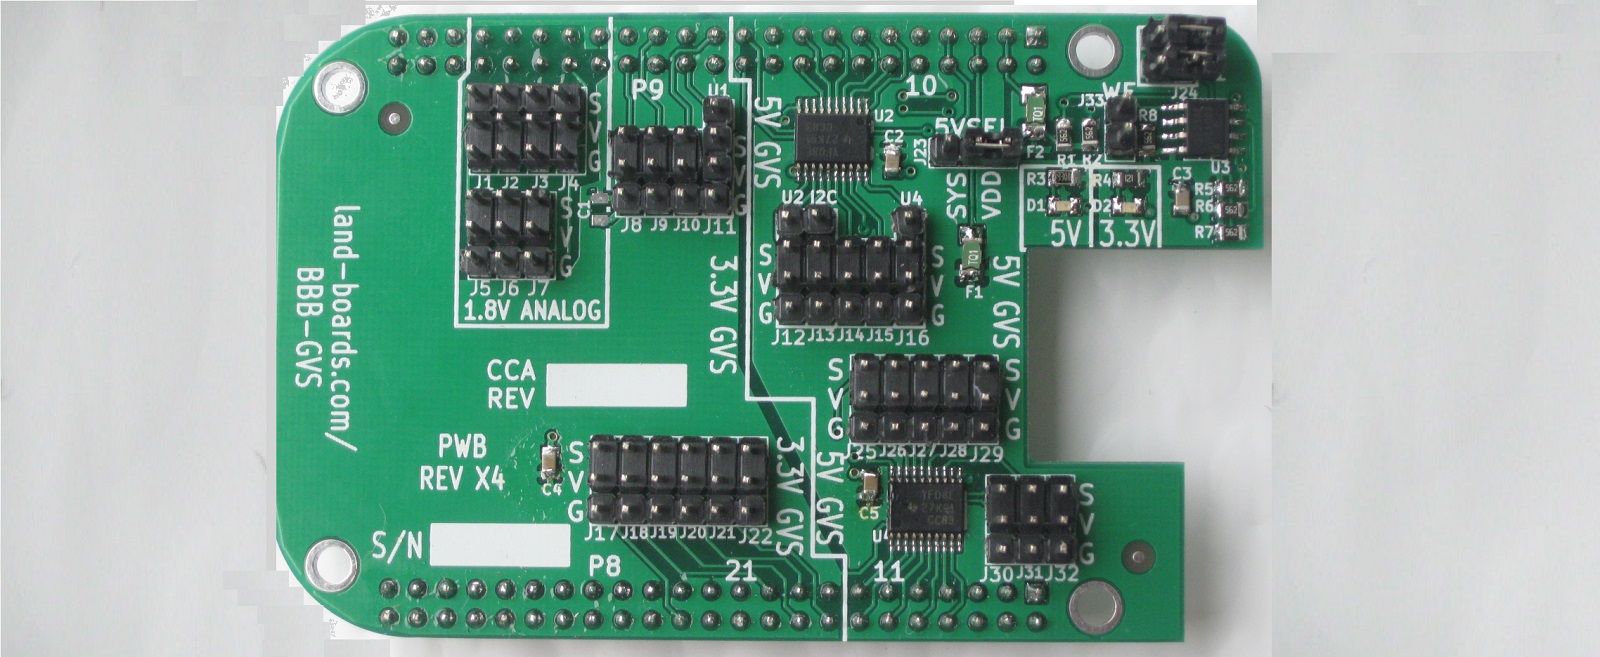 P9
U1
10
U2
C2
5VSEL
J23
F2
J33
WE
R8
J24
U3
R1 R2
R3
R4
D1
D2
C3
R5
R6
R7
5V
3.3V
SYS
VDD
F1
5V GVS
S
V
G
J1 J2 J3 J4
S
V
G
J5 J6 J7
1.8V ANALOG
C1
S
V
G
J8 J9 J10 J11
3.3V GVS
5V GVS
U2 I2C
U4
S
V
G
S
V
G
J12 J13 J14 J15 J16
land-boards.com/
BBB-GVS
CCA
REV
PWB
REV X4
S/N
C4
S
V
G
J17 J18 J19 J20 J21 J22
3.3V GVS
5V GVS
S
V
G
S
V
G
J25 J26 J27 J28 J29
C5
U4
S
V
G
J30 J31 J32
P8
21
11